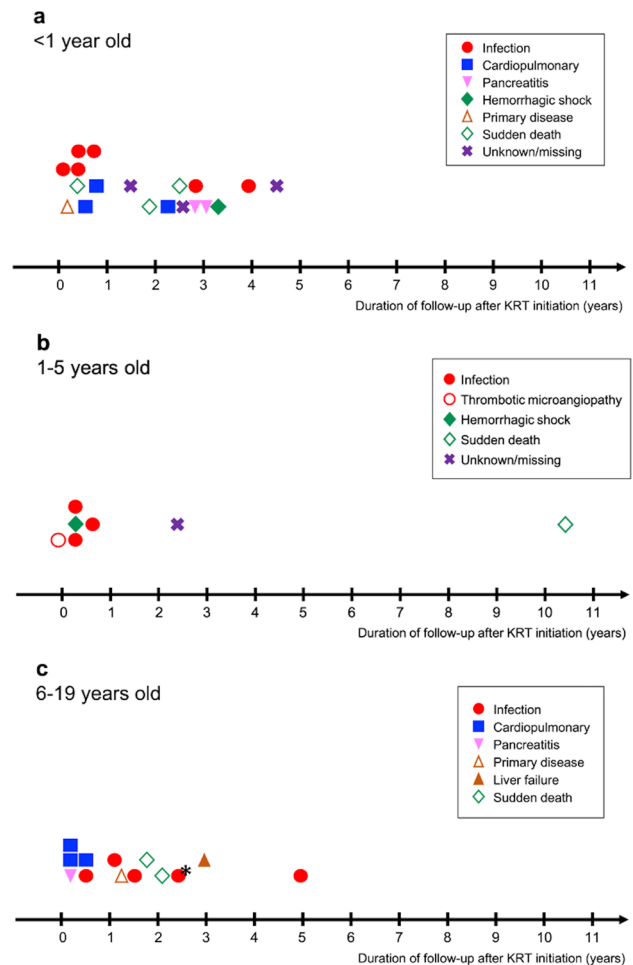 a
<1 year old
Infection
Cardiopulmonary
Pancreatitis
Hemorrhagic shock
Primary disease
Sudden death
Unknown/missing
0 1 2 3 4 5 6 7 8 9 10 11
Duration of follow-up after KRT initiation (years)
b
1-5 years old
Infection
Thrombotic microangiopathy
Hemorrhagic shock
Sudden death
Unknown/missing
0 1 2 3 4 5 6 7 8 9 10 11
Duration of follow-up after KRT initiation (years)
c
6-19 years old
Infection
Cardiopulmonary
Pancreatitis
Primary disease
Liver failure
Sudden death
*
0 1 2 3 4 5 6 7 8 9 10 11
Duration of follow-up after KRT initiation (years)